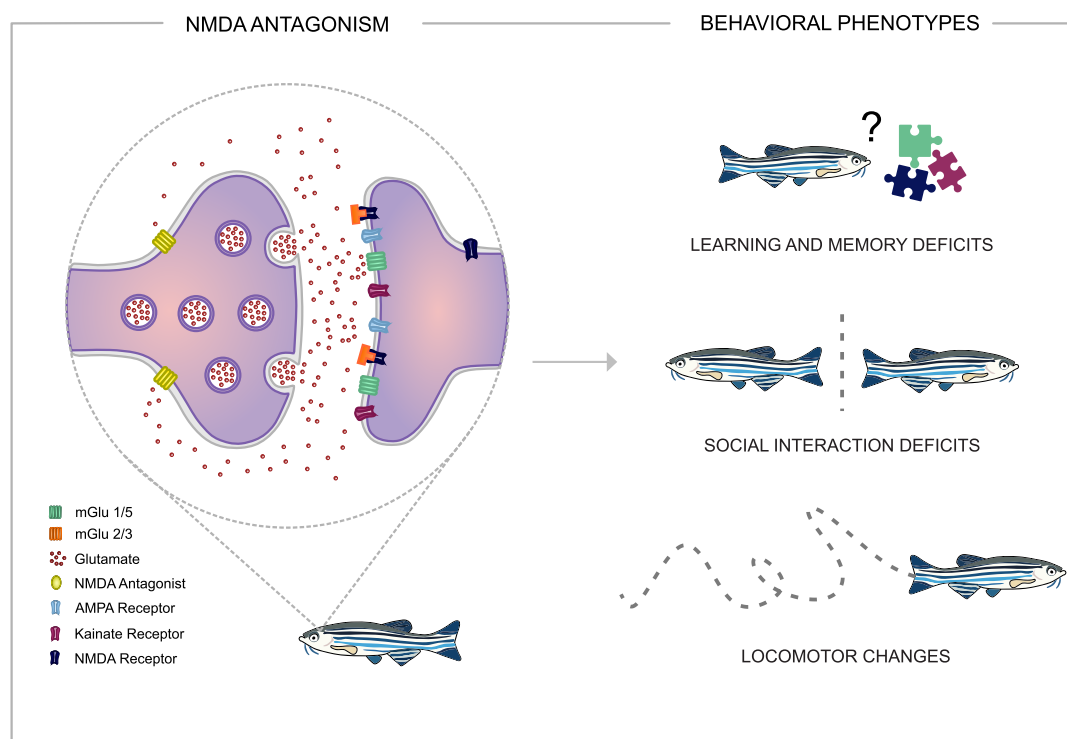 NMDA ANTAGONISM
BEHAVIORAL PHENOTYPES
?
LEARNING AND MEMORY DEFICITS
SOCIAL INTERACTION DEFICITS
LOCOMOTOR CHANGES
mGlu 1/5
mGlu 2/3
Glutamate
NMDA Antagonist
AMPA Receptor
Kainate Receptor
NMDA Receptor